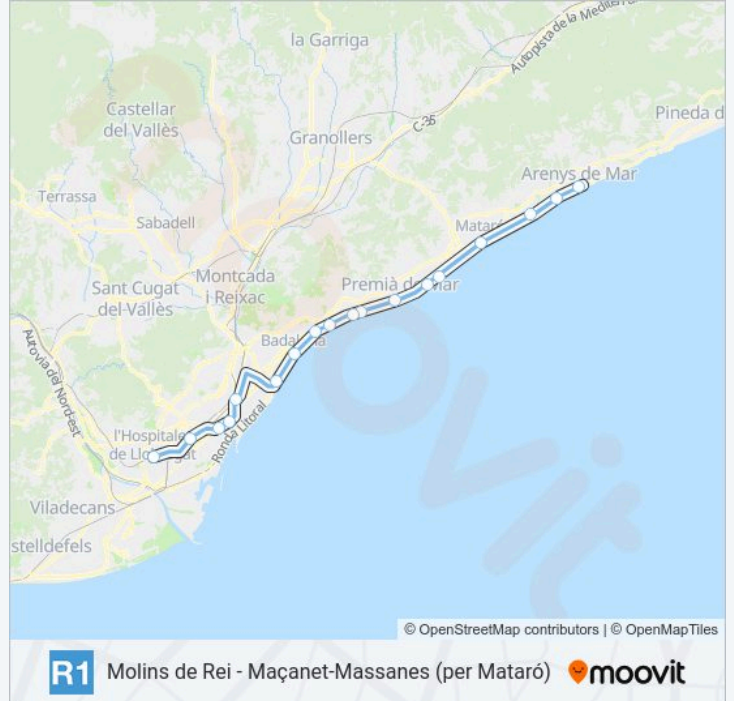 la Garriga
Autopista de la Mediterr
Castellar
del Vallès
C-35
Pineda d
Granollers
Arenys de Mar
Terrassa
Sabadell
Mataró
Montcada
i Reixac
Sant Cugat
del Vallès
Premià de Mar
Autovia del Nord-est
Badalona
l'Hospitalet
de Llobregat
Ronda Litoral
Viladecans
stelldefels
moovit
© OpenStreetMap contributors | © OpenMapTiles
R1 Molins de Rei - Maçanet-Massanes (per Mataró) moovit